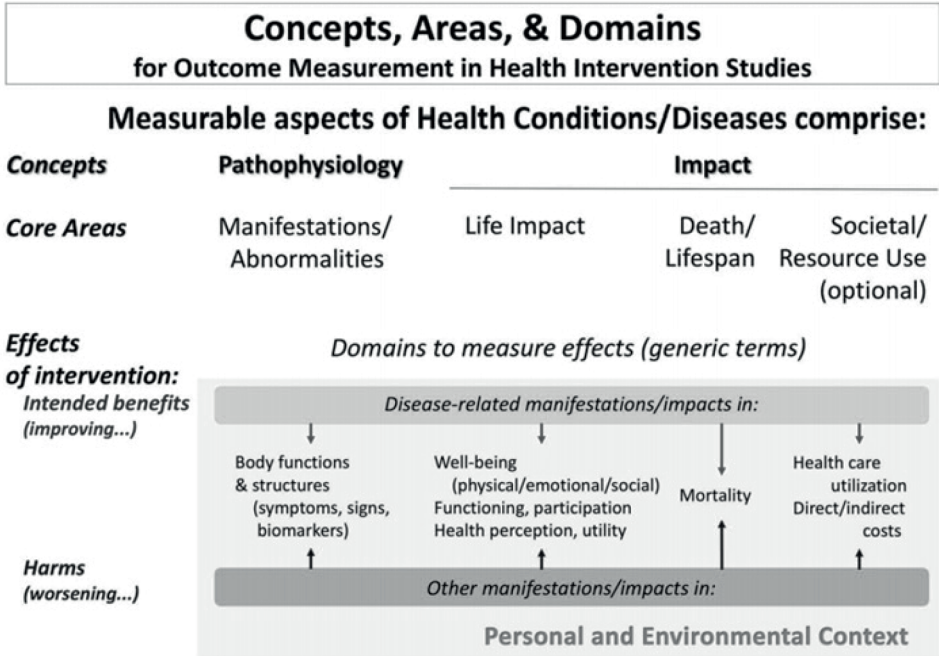 Concepts, Areas, & Domains
for Outcome Measurement in Health Intervention Studies
Measurable aspects of Health Conditions/Diseases comprise:
Concepts
Pathophysiology
Impact
Core Areas
Manifestations/
Abnormalities
Life Impact
Death/
Lifespan
Societal/
Resource Use
(optional)
Effects
of intervention:
Domains to measure effects (generic terms)
Intended benefits
(improving...)
Disease-related manifestations/impacts in:
Body functions
& structures
(symptoms, signs,
biomarkers)
Well-being
(physical/emotional/social)
Functioning, participation
Health perception, utility
Mortality
Health care
utilization
Direct/indirect
costs
Harms
(worsening...)
Other manifestations/impacts in:
Personal and Environmental Context